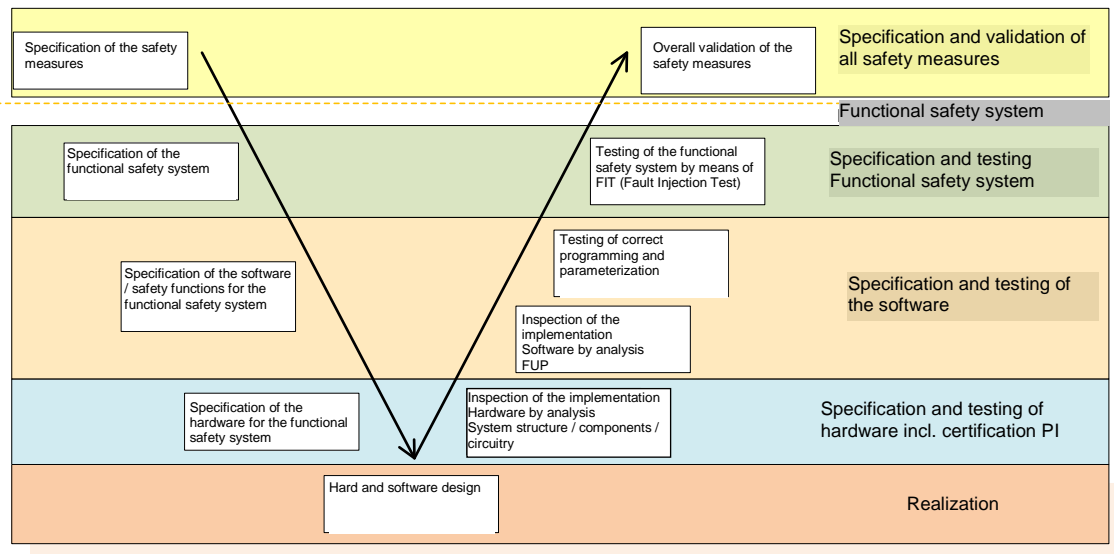 Specification of the safety
measures
Overall validation of the
safety measures
Specification and validation of
all safety measures
Functional safety system
Specification of the
functional safety system
Testing of the functional
safety system by means of
FIT (Fault Injection Test)
Specification and testing
Functional safety system
Testing of correct
programming and
parameterization
Specification of the software
/ safety functions for the
functional safety system
Specification and testing of
the software
Inspection of the
implementation
Software by analysis
FUP
Specification of the
hardware for the functional
safety system
Inspection of the implementation
Hardware by analysis
System structure / components /
circuitry
Specification and testing of
hardware incl. certification PI
Hard and software design
Realization